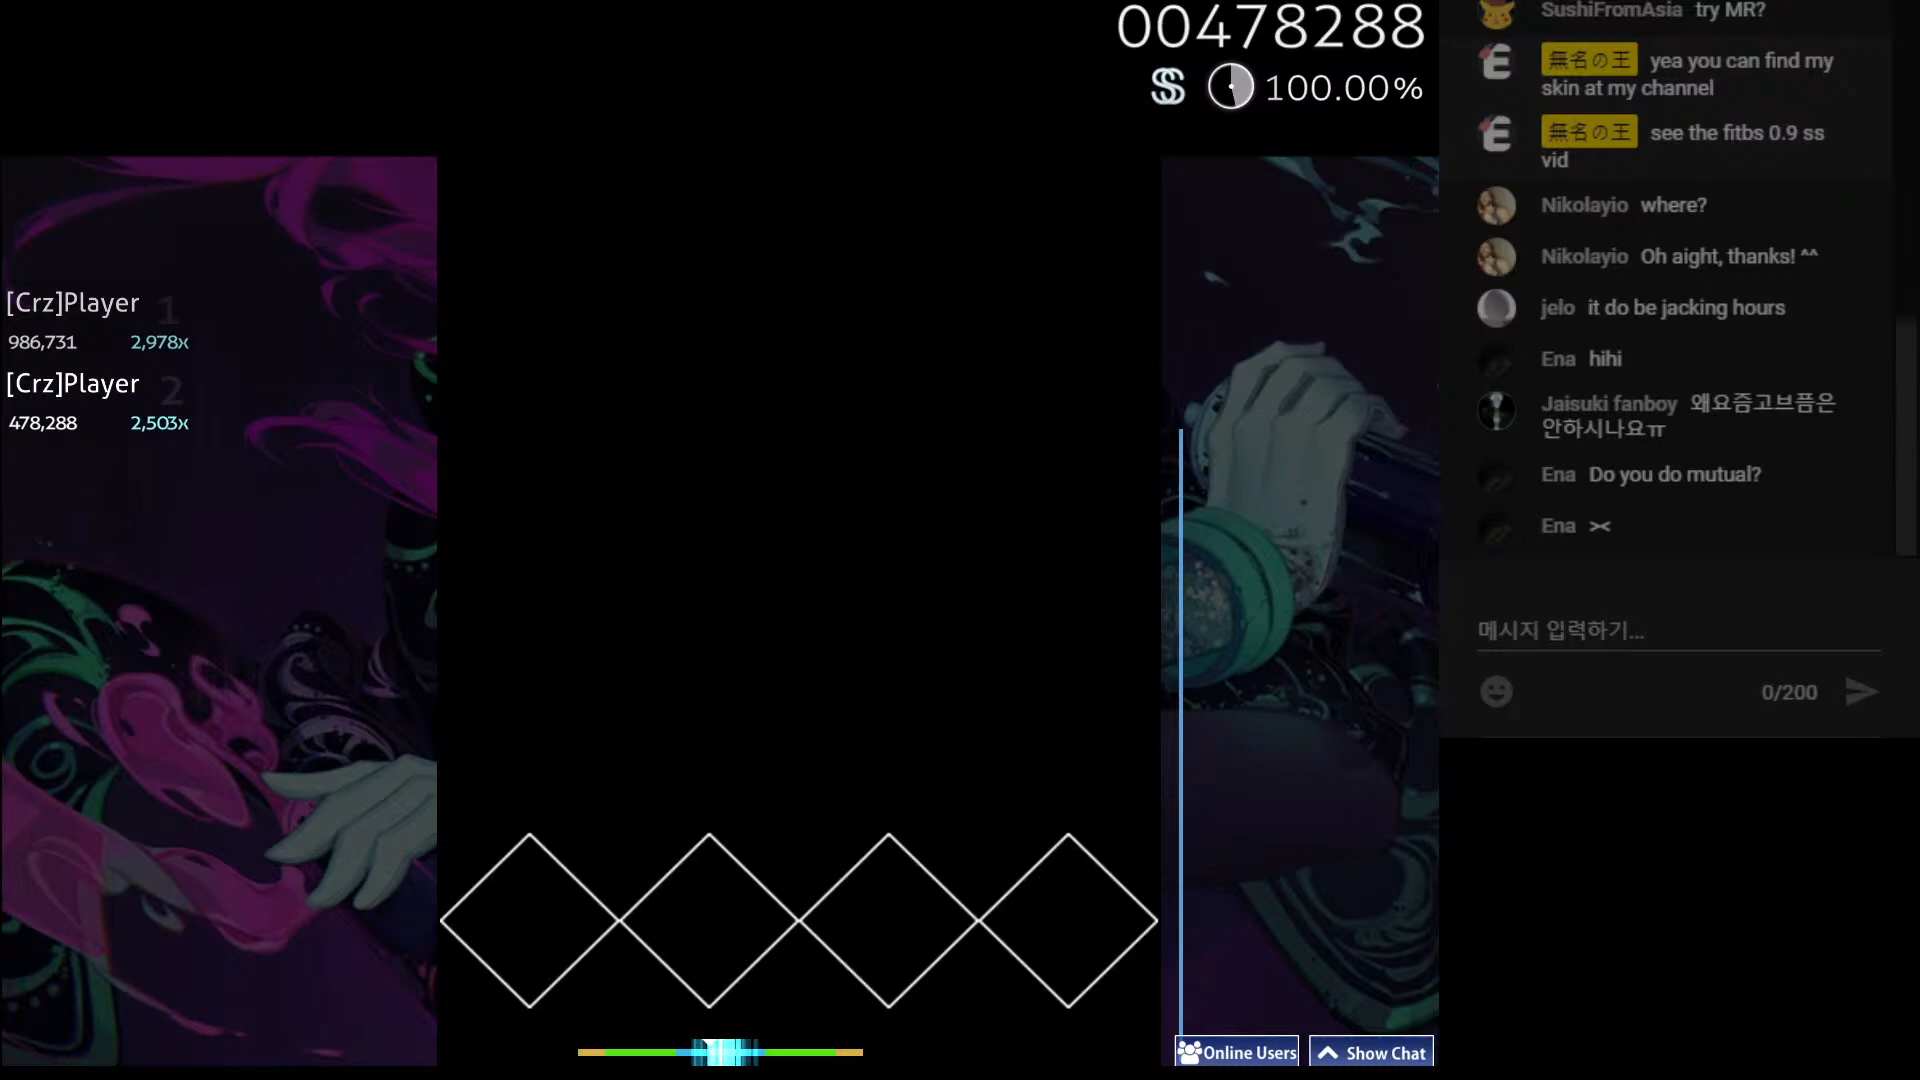 00478288
SS 100.00%
[Crz]Player 1
986,731 2,978x
[Crz]Player 2
478,288 2,503x
Online Users
Show Chat
SushiFromAsia try MR?
無名の王 yea you can find my
skin at my channel
無名の王 see the fitbs 0.9 ss
vid
Nikolayio where?
Nikolayio Oh aight, thanks! ^^
jelo it do be jacking hours
Ena hihi
Jaisuki fanboy 왜요즘고브픔은
안하시나요ㅠ
Ena Do you do mutual?
Ena ><
메시지 입력하기...
0/200